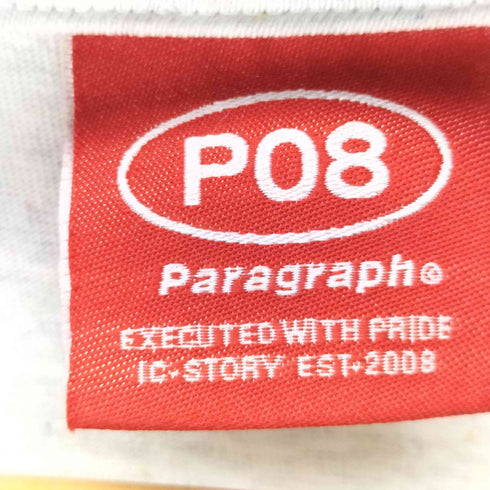 P08
Paragraph©
EXECUTED WITH PRIDE
IC★STORY EST★2008